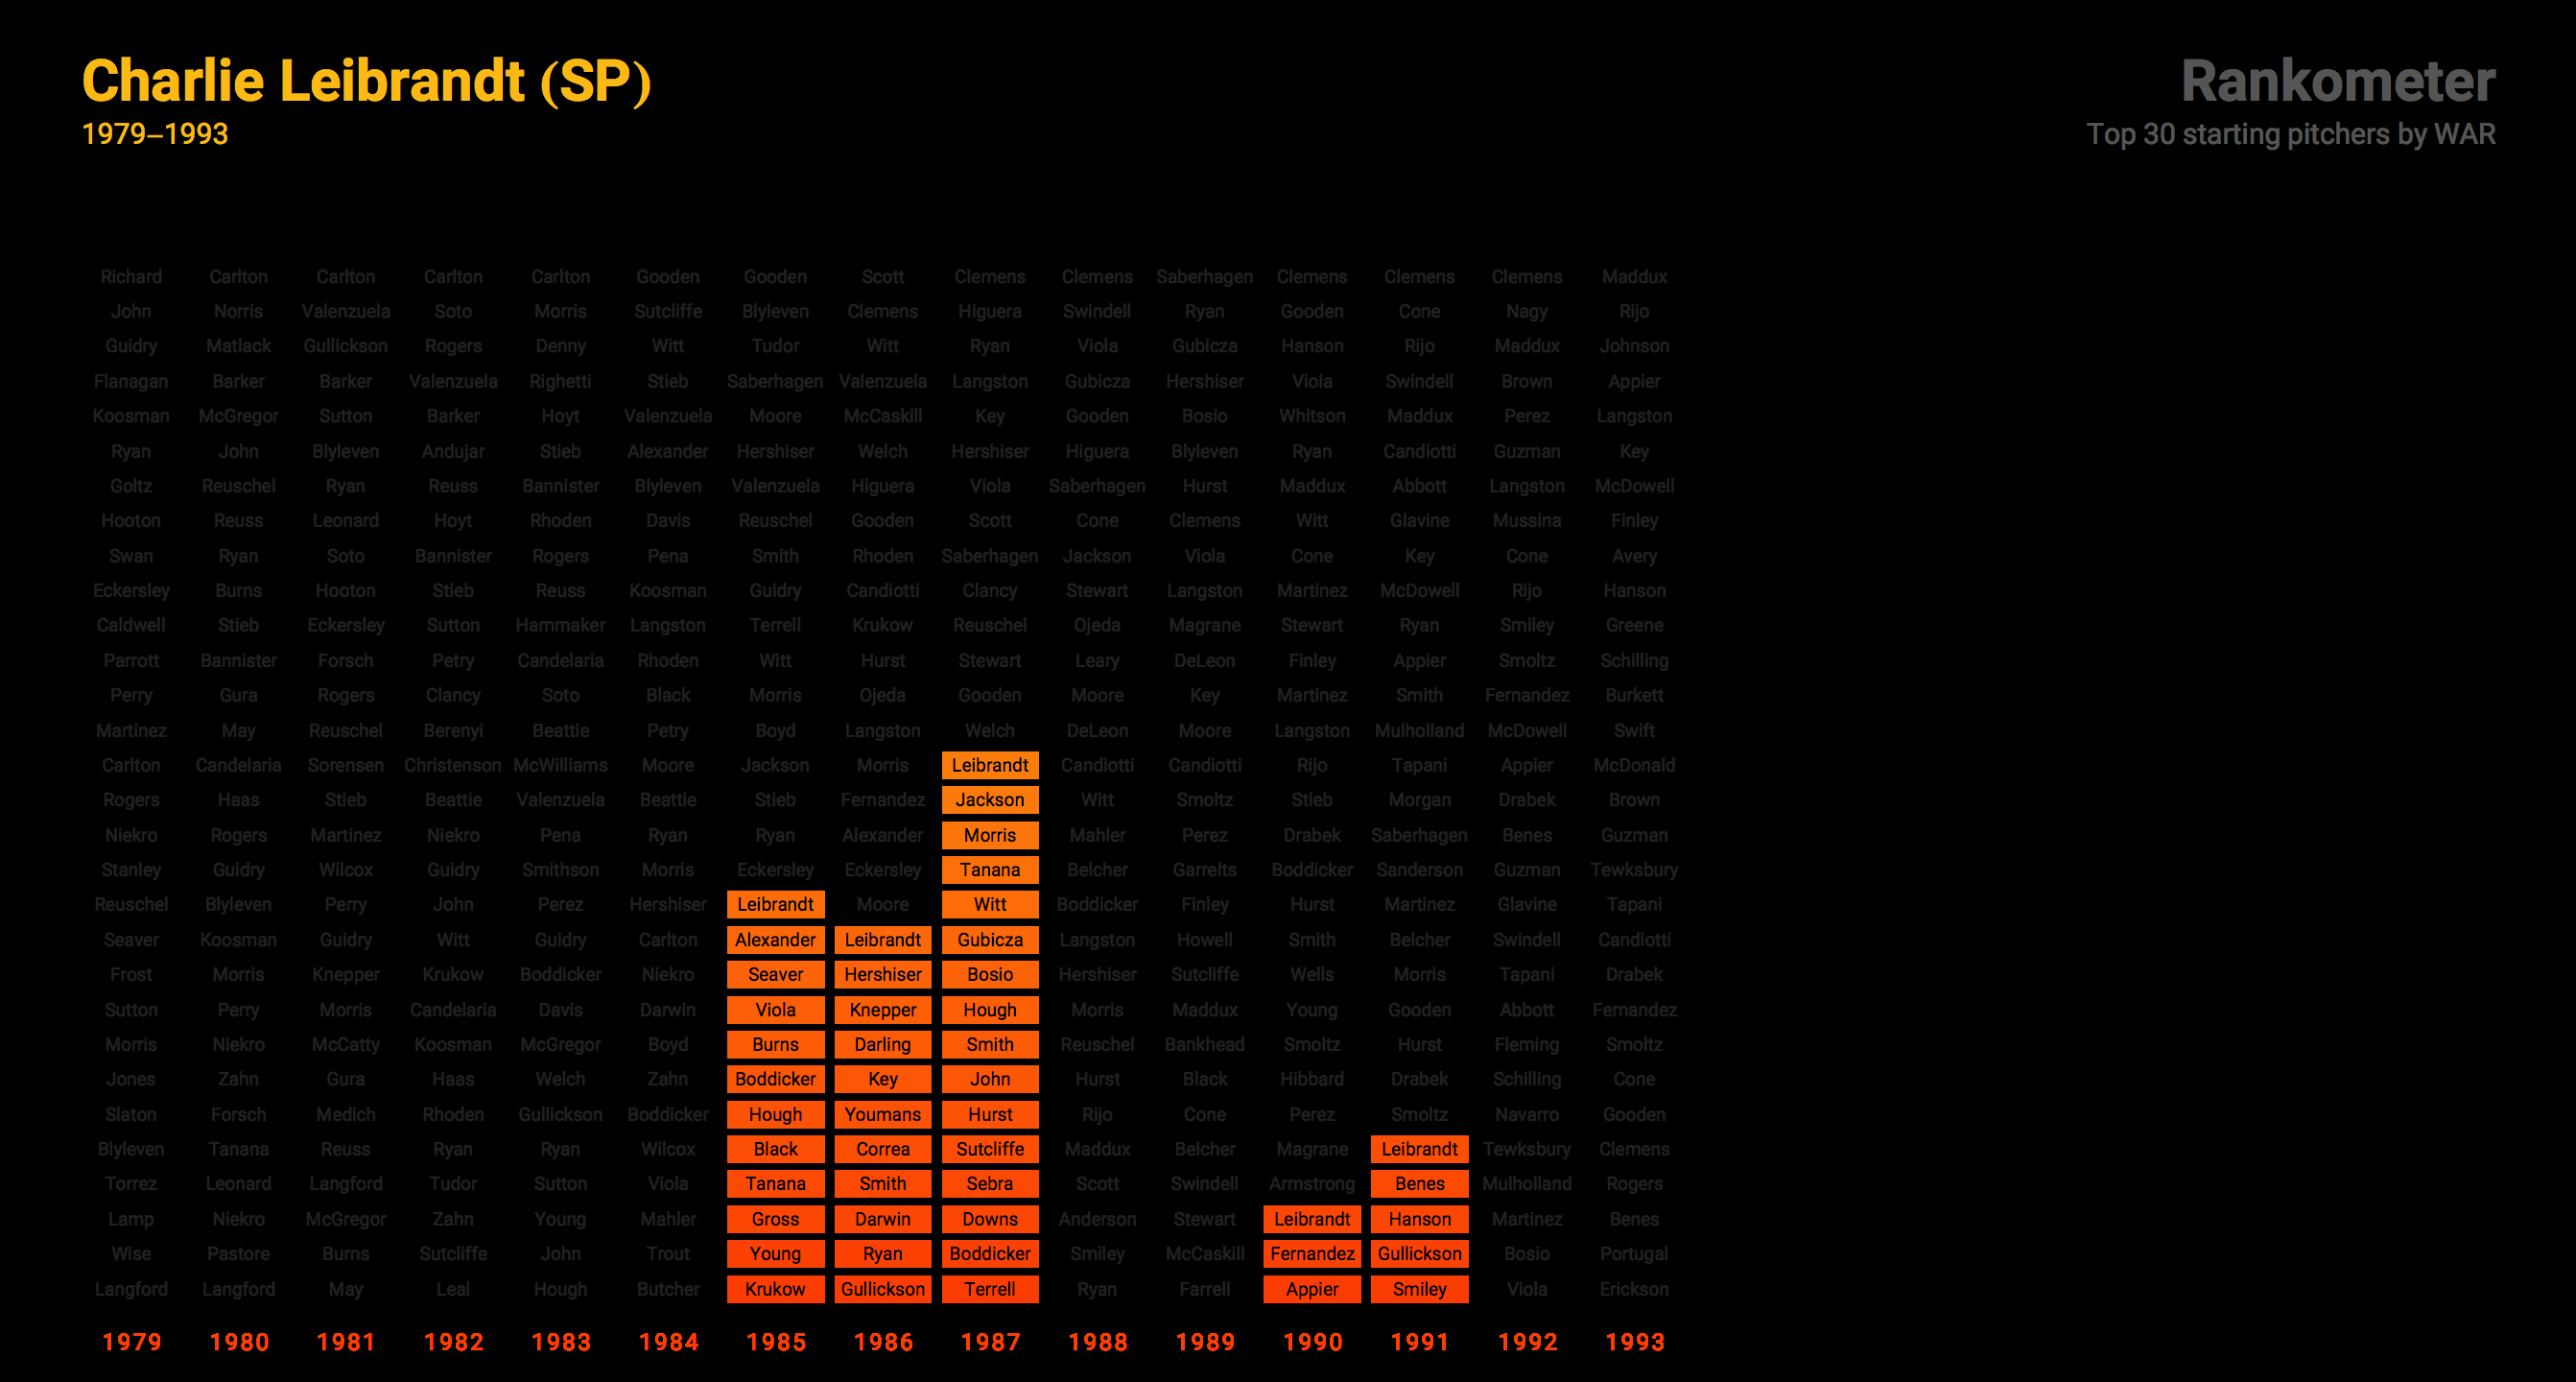 Charlie Leibrandt (SP)
1979–1993
Rankometer
Top 30 starting pitchers by WAR
Richard Carlton Carlton Carlton Carlton Gooden Gooden Scott Clemens Clemens Saberhagen Clemens Clemens Clemens Maddux
John Norris Valenzuela Soto Morris Sutcliffe Blyleven Clemens Higuera Swindell Ryan Gooden Cone Nagy Rijo
Guidry Matlack Gullickson Rogers Denny Witt Tudor Witt Ryan Viola Gubicza Hanson Rijo Maddux Johnson
Flanagan Barker Barker Valenzuela Righetti Stieb Saberhagen Valenzuela Langston Gubicza Hershiser Viola Swindell Brown Appier
Koosman McGregor Sutton Barker Hoyt Valenzuela Moore McCaskill Key Gooden Bosio Whitson Maddux Perez Langston
Ryan John Blyleven Andujar Stieb Alexander Hershiser Welch Hershiser Higuera Blyleven Ryan Candiotti Guzman Key
Goltz Reuschel Ryan Reuss Bannister Blyleven Valenzuela Higuera Viola Saberhagen Hurst Maddux Abbott Langston McDowell
Hooton Reuss Leonard Hoyt Rhoden Davis Reuschel Gooden Scott Cone Clemens Witt Glavine Mussina Finley
Swan Ryan Soto Bannister Rogers Pena Smith Rhoden Saberhagen Jackson Viola Cone Key Cone Avery
Eckersley Burns Hooton Stieb Reuss Koosman Guidry Candiotti Clancy Stewart Langston Martinez McDowell Rijo Hanson
Caldwell Stieb Eckersley Sutton Hammaker Langston Terrell Krukow Reuschel Ojeda Magrane Stewart Ryan Smiley Greene
Parrott Bannister Forsch Petry Candelaria Rhoden Witt Hurst Stewart Leary DeLeon Finley Appier Smoltz Schilling
Perry Gura Rogers Clancy Soto Black Morris Ojeda Gooden Moore Key Martinez Smith Fernandez Burkett
Martinez May Reuschel Berenyi Beattie Petry Boyd Langston Welch DeLeon Moore Langston Mulholland McDowell Swift
Carlton Candelaria Sorensen Christenson McWilliams Moore Jackson Morris Leibrandt Candiotti Candiotti Rijo Tapani Appier McDonald
Rogers Haas Stieb Beattie Valenzuela Beattie Stieb Fernandez Jackson Witt Smoltz Stieb Morgan Drabek Brown
Niekro Rogers Martinez Niekro Pena Ryan Ryan Alexander Morris Mahler Perez Drabek Saberhagen Benes Guzman
Stanley Guidry Wilcox Guidry Smithson Morris Eckersley Eckersley Tanana Belcher Garrelts Boddicker Sanderson Guzman Tewksbury
Reuschel Blyleven Perry John Perez Hershiser Leibrandt Moore Witt Boddicker Finley Hurst Martinez Glavine Tapani
Seaver Koosman Guidry Witt Guidry Carlton Alexander Leibrandt Gubicza Langston Howell Smith Belcher Swindell Candiotti
Frost Morris Knepper Krukow Boddicker Niekro Seaver Hershiser Bosio Hershiser Sutcliffe Wells Morris Tapani Drabek
Sutton Perry Morris Candelaria Davis Darwin Viola Knepper Hough Morris Maddux Young Gooden Abbott Fernandez
Morris Niekro McCatty Koosman McGregor Boyd Burns Darling Smith Reuschel Bankhead Smoltz Hurst Fleming Smoltz
Jones Zahn Gura Haas Welch Zahn Boddicker Key John Hurst Black Hibbard Drabek Schilling Cone
Slaton Forsch Medich Rhoden Gullickson Boddicker Hough Youmans Hurst Rijo Cone Perez Smoltz Navarro Gooden
Blyleven Tanana Reuss Ryan Ryan Wilcox Black Correa Sutcliffe Maddux Belcher Magrane Leibrandt Tewksbury Clemens
Torrez Leonard Langford Tudor Sutton Viola Tanana Smith Sebra Scott Swindell Armstrong Benes Mulholland Rogers
Lamp Niekro McGregor Zahn Young Mahler Gross Darwin Downs Anderson Stewart Leibrandt Hanson Martinez Benes
Wise Pastore Burns Sutcliffe John Trout Young Ryan Boddicker Smiley McCaskill Fernandez Gullickson Bosio Portugal
Langford Langford May Leal Hough Butcher Krukow Gullickson Terrell Ryan Farrell Appier Smiley Viola Erickson
1979 1980 1981 1982 1983 1984 1985 1986 1987 1988 1989 1990 1991 1992 1993